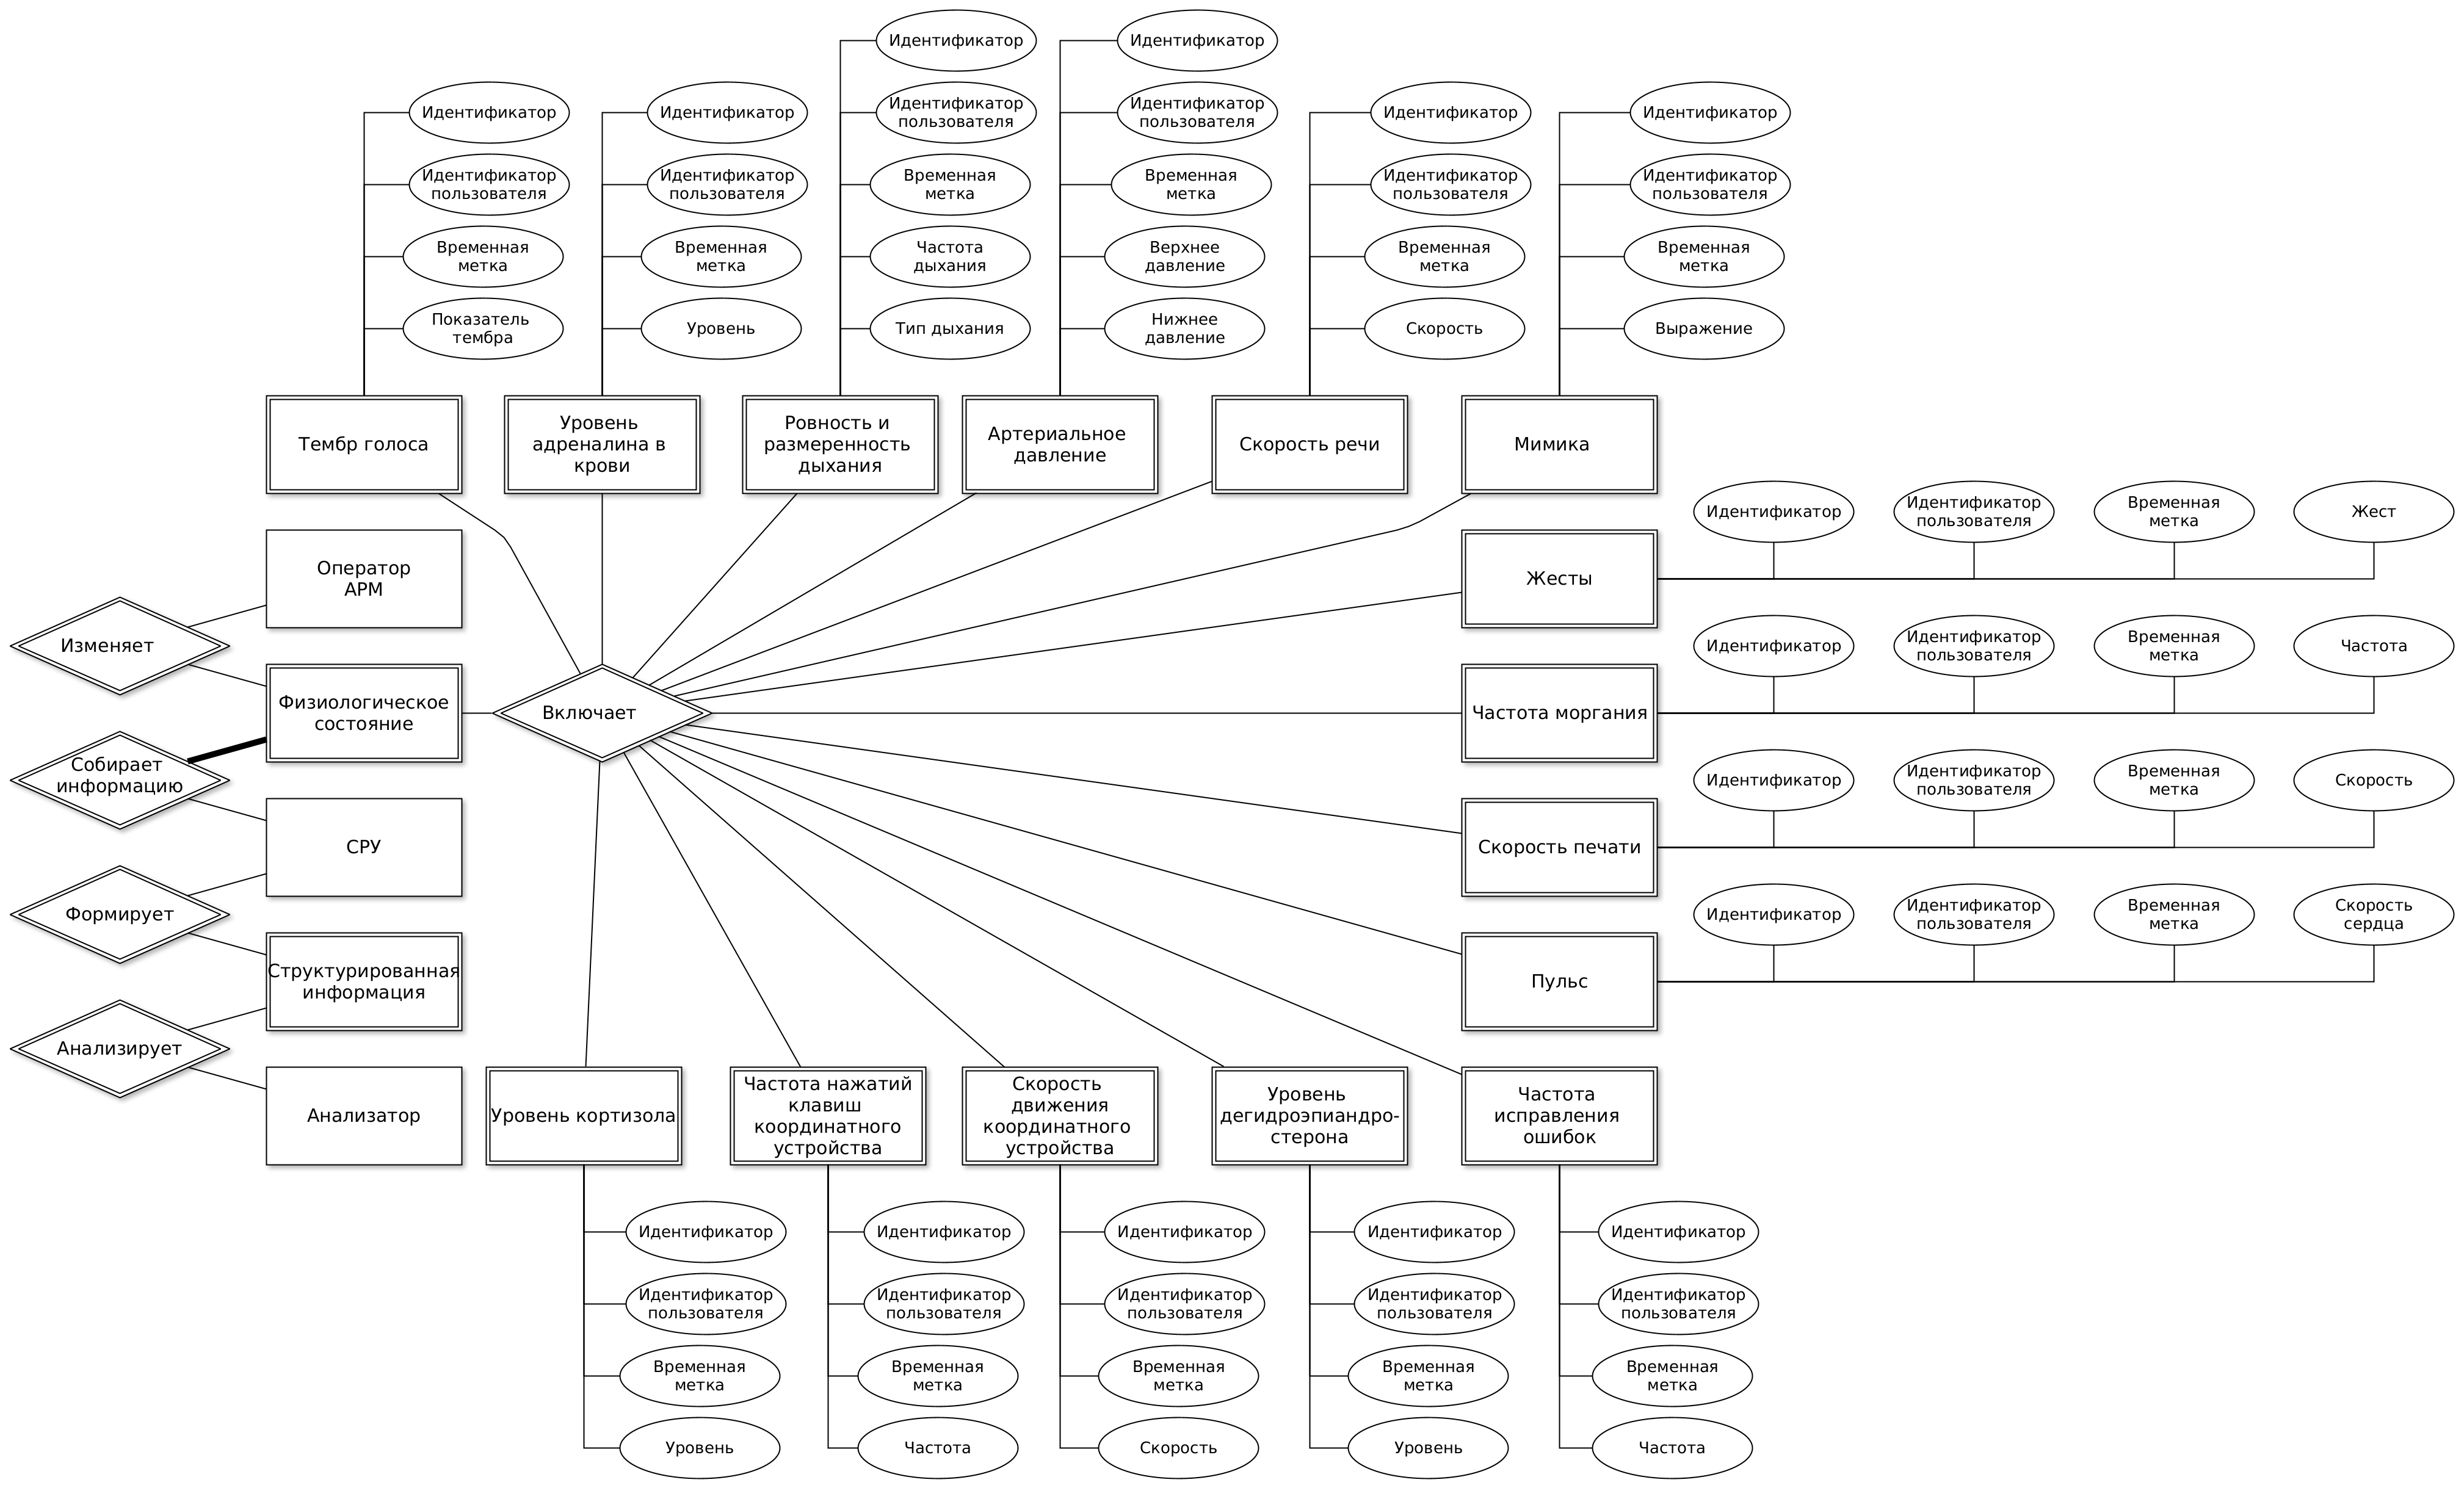 Идентификатор
Идентификатор
Идентификатор
Идентификатор
Идентификатор
пользователя
Идентификатор
пользователя
Идентификатор
Идентификатор
Идентификатор
пользователя
Идентификатор
пользователя
Временная
метка
Временная
метка
Идентификатор
пользователя
Идентификатор
пользователя
Временная
метка
Временная
метка
Частота
дыхания
Верхнее
давление
Временная
метка
Временная
метка
Показатель
тембра
Уровень
Тип дыхания
Нижнее
давление
Скорость
Выражение
Тембр голоса
Уровень
адреналина в
крови
Ровность и
размеренность
дыхания
Артериальное
давление
Скорость речи
Мимика
Идентификатор
Идентификатор
пользователя
Временная
метка
Жест
Оператор
АРМ
Жесты
Изменяет
Идентификатор
Идентификатор
пользователя
Временная
метка
Частота
Физиологическое
состояние
Включает
Частота моргания
Собирает
информацию
Идентификатор
Идентификатор
пользователя
Временная
метка
Скорость
СРУ
Скорость печати
Формирует
Идентификатор
Идентификатор
пользователя
Временная
метка
Скорость
сердца
Структурированная
информация
Пульс
Анализирует
Анализатор
Уровень кортизола
Частота нажатий
клавиш
координатного
устройства
Скорость
движения
координатного
устройства
Уровень
дегидроэпиандро-
стерона
Частота
исправления
ошибок
Идентификатор
Идентификатор
Идентификатор
Идентификатор
Идентификатор
Идентификатор
пользователя
Идентификатор
пользователя
Идентификатор
пользователя
Идентификатор
пользователя
Идентификатор
пользователя
Временная
метка
Временная
метка
Временная
метка
Временная
метка
Временная
метка
Уровень
Частота
Скорость
Уровень
Частота